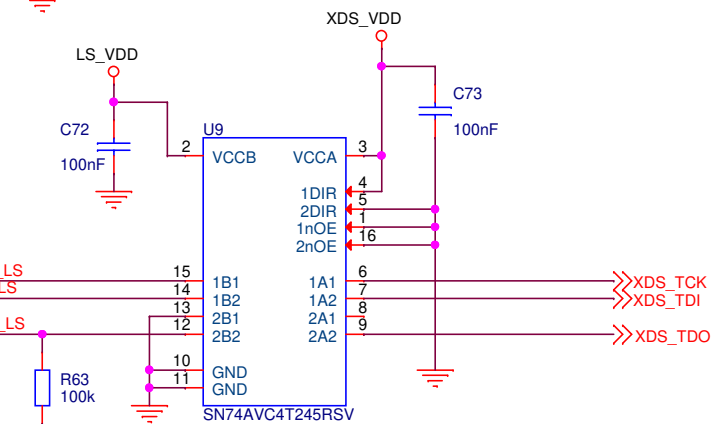 XDS_VDD
LS_VDD
C73
100nF
C72
100nF
U9
2
VCCB
VCCA
3
1DIR
4
2DIR
5
1nOE
1
2nOE
16
_LS
15
1B1
1A1
6
XDS_TCK
LS
14
1B2
1A2
7
XDS_TDI
13
2B1
2A1
8
_LS
12
2B2
2A2
9
XDS_TDO
10
GND
11
GND
R63
100k
SN74AVC4T245RSV